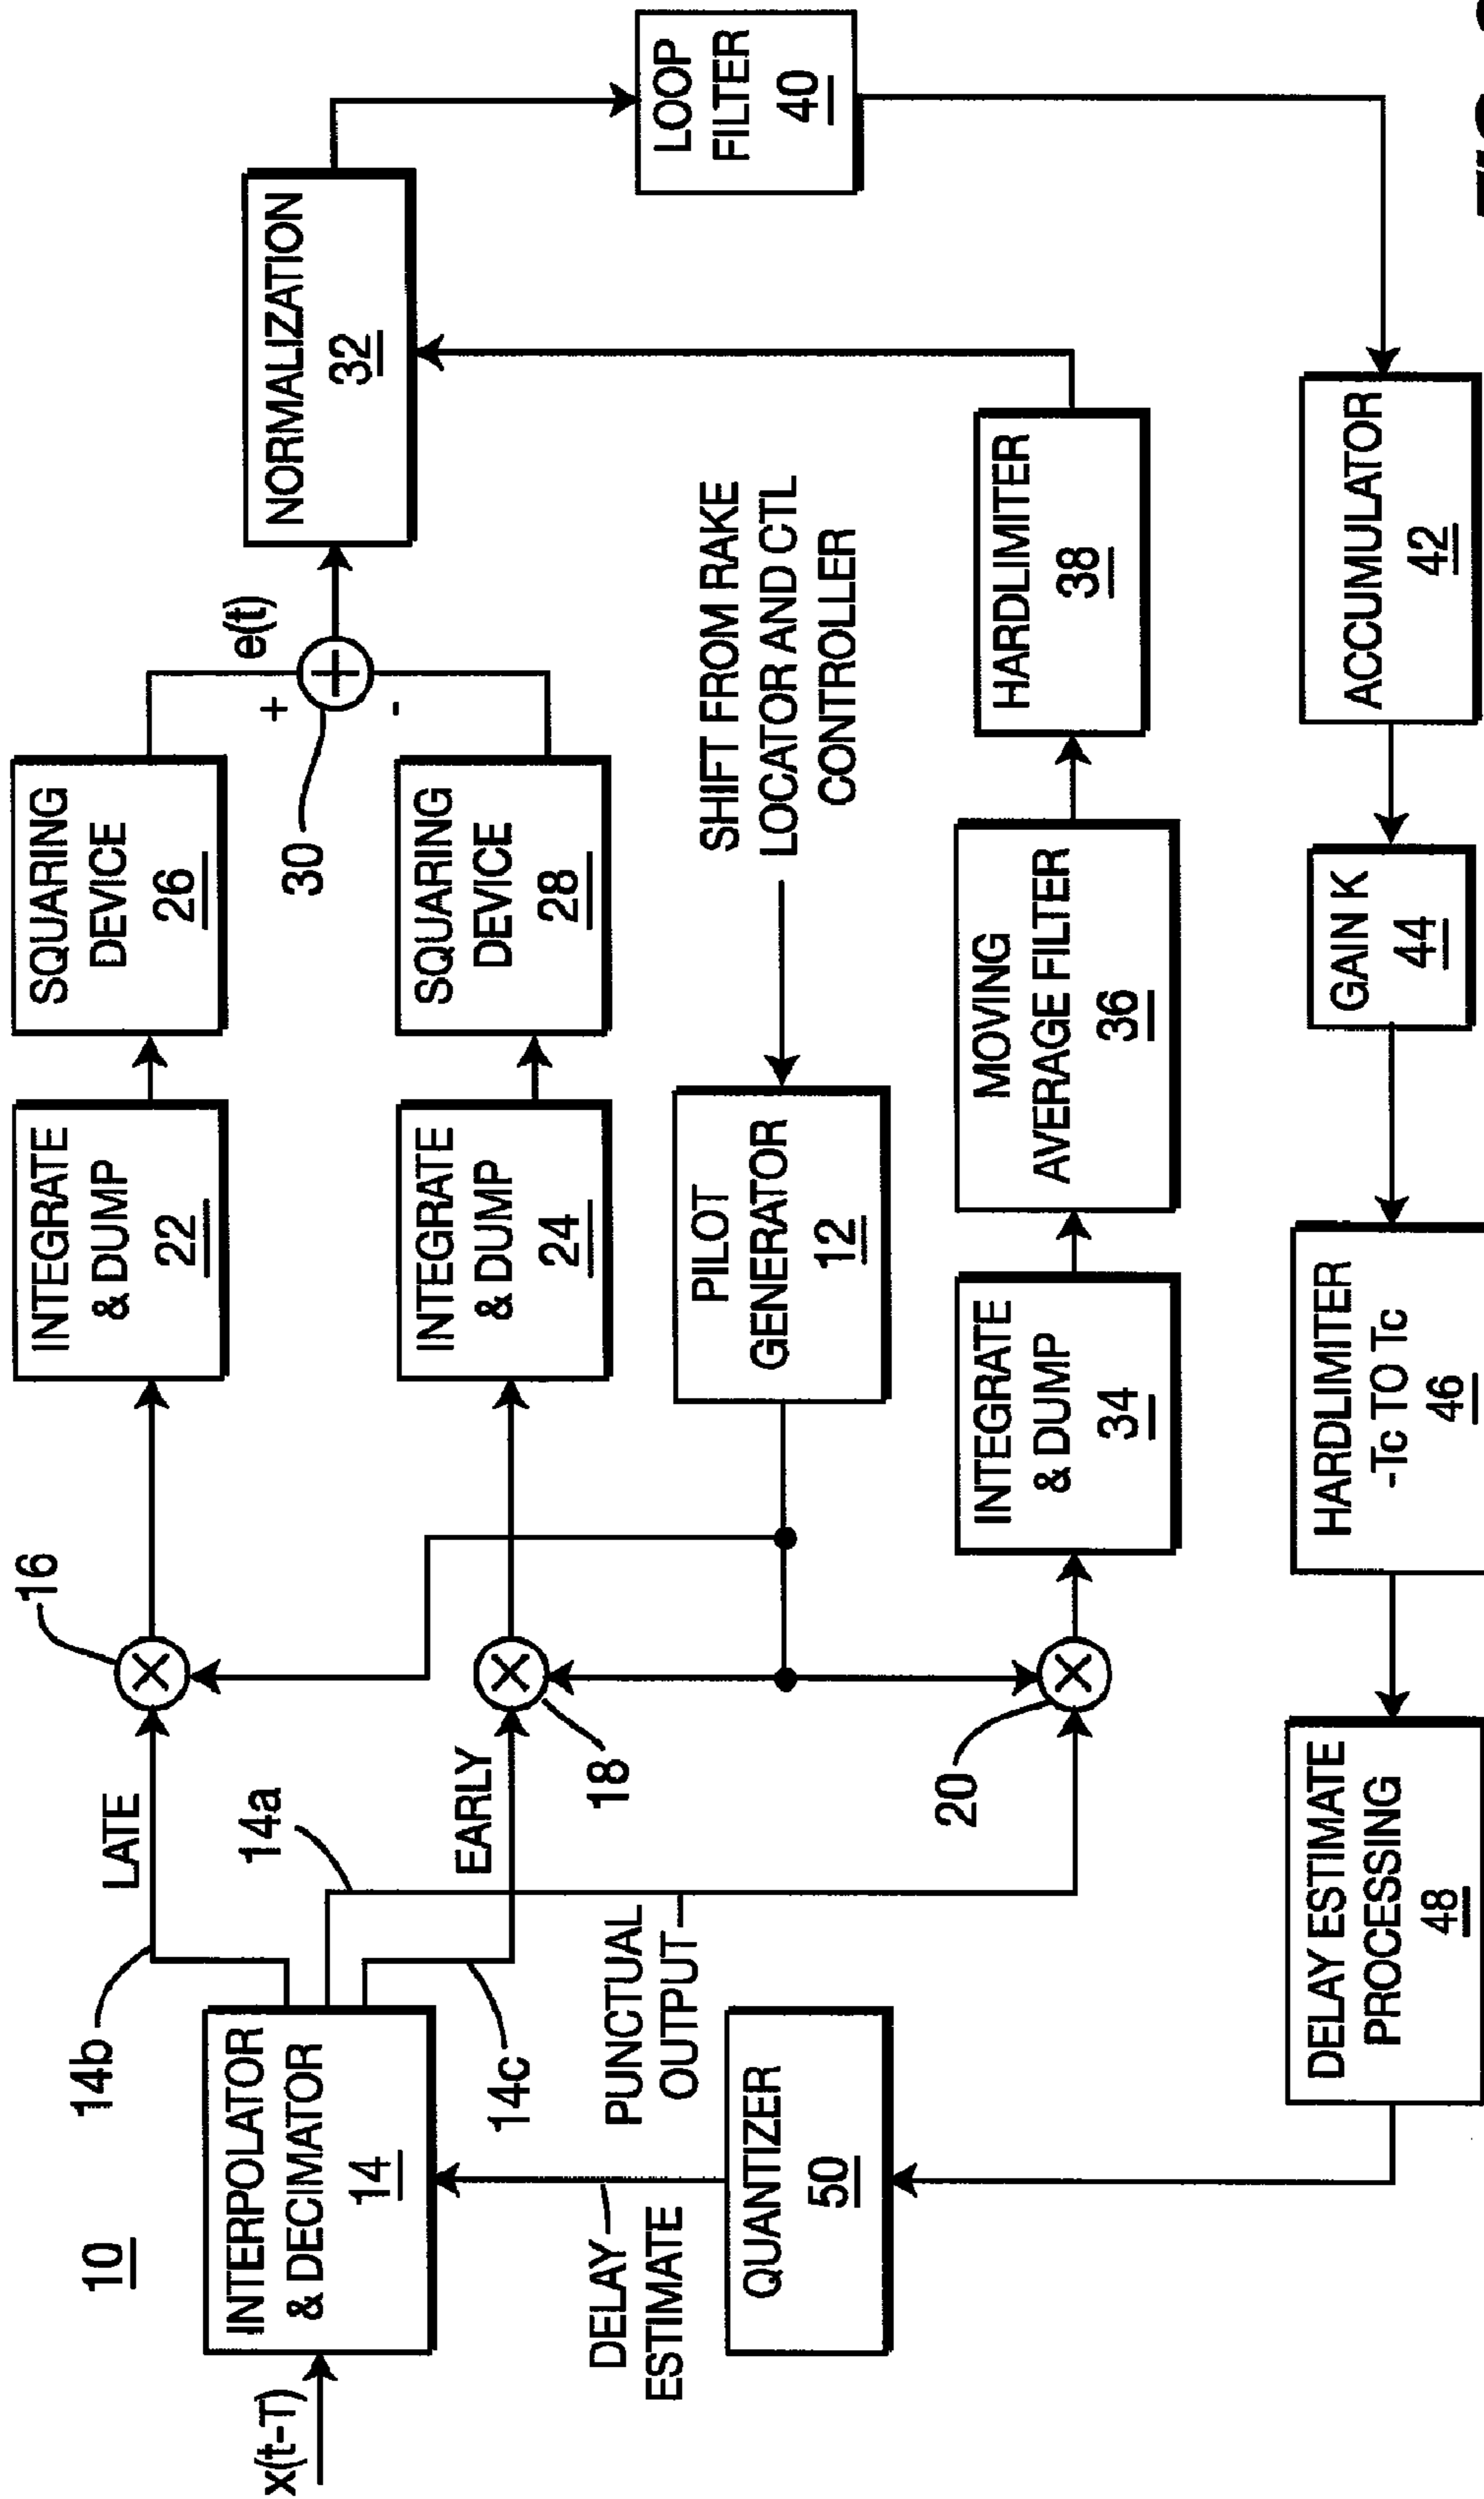 10
x(t-T)
INTERPOLATOR
& DECIMATOR
14
14b
LATE
14a
14c
EARLY
16
18
20
PUNCTUAL
OUTPUT
DELAY
ESTIMATE
QUANTIZER
50
INTEGRATE
& DUMP
22
SQUARING
DEVICE
26
INTEGRATE
& DUMP
24
SQUARING
DEVICE
28
30
+
-
e(t)
NORMALIZATION
32
PILOT
GENERATOR
12
SHIFT FROM RAKE
LOCATOR AND CTL
CONTROLLER
LOOP
FILTER
40
INTEGRATE
& DUMP
34
MOVING
AVERAGE FILTER
36
HARDLIMITER
38
DELAY ESTIMATE
PROCESSING
48
HARDLIMITER
-Tc TO Tc
46
GAIN K
44
ACCUMULATOR
42